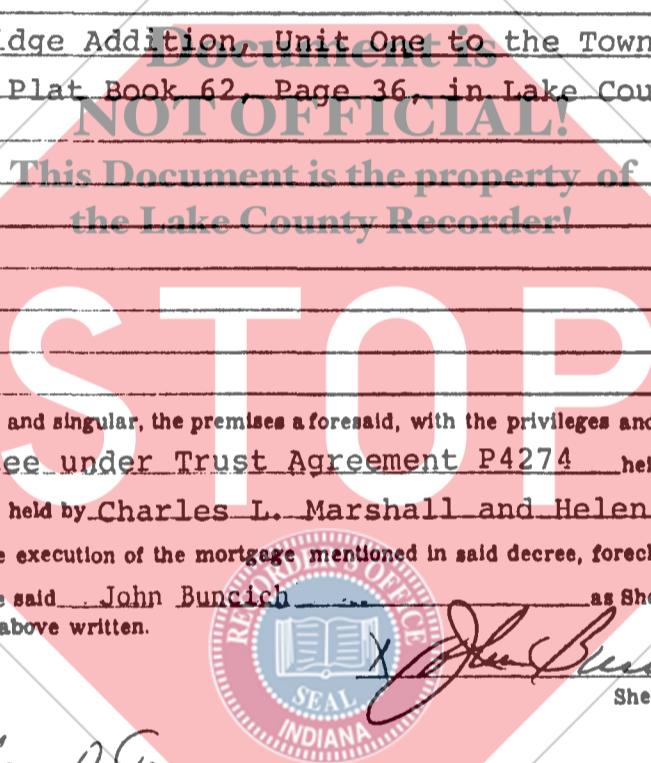 idge Addition, Unit One to the Town
Document is
Plat Book 62, Page 36, in Lake Cou
NOT OFFICIAL!
This Document is the property of
the Lake County Recorder!
STOP
and singular, the premises aforesaid, with the privileges and
ee under Trust Agreement P4274 hel
held by Charles L. Marshall and Helen
e execution of the mortgage mentioned in said decree, forecl
e said John Buncich as She
above written.
RECORDER'S OFFICE
SEAL
INDIANA
X John
She